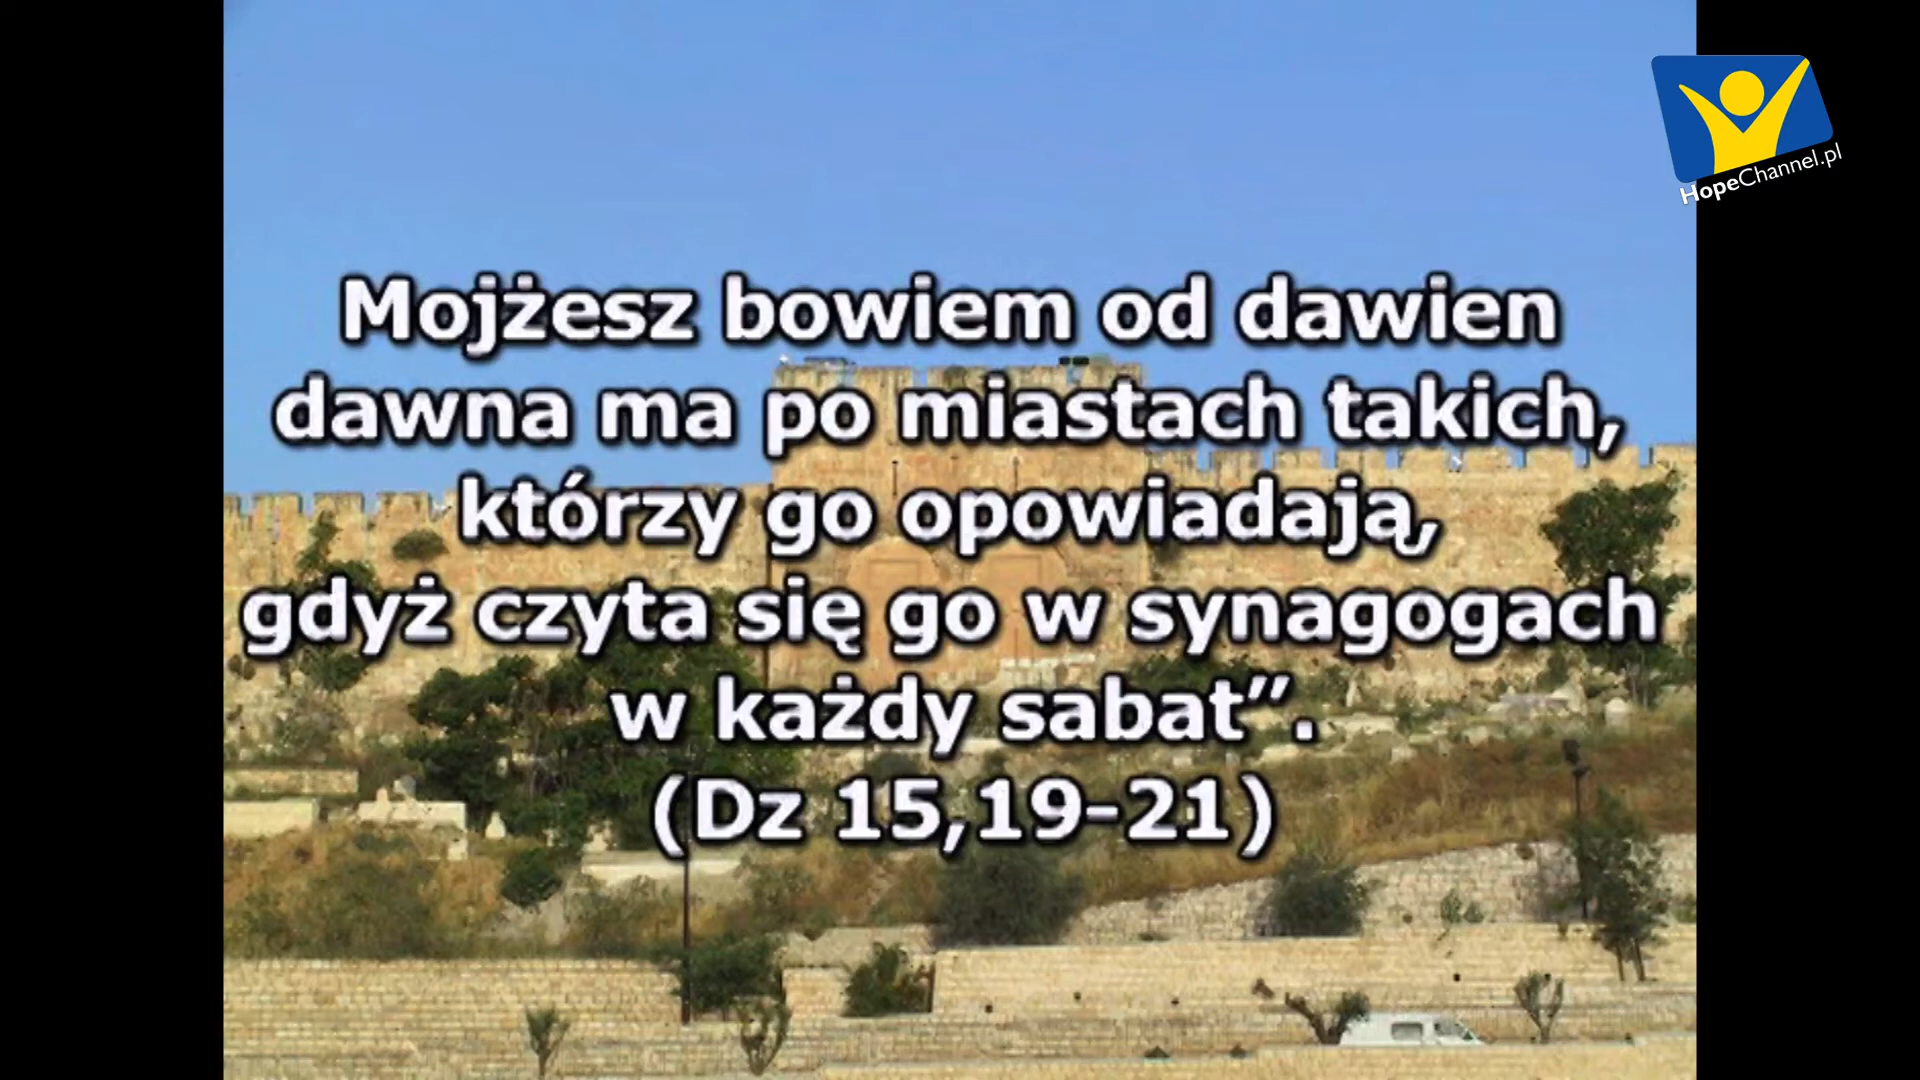 HopeChannel.pl
Mojżesz bowiem od dawien
dawna ma po miastach takich,
którzy go opowiadają,
gdyż czyta się go w synagogach
w każdy sabat”.
(Dz 15,19-21)